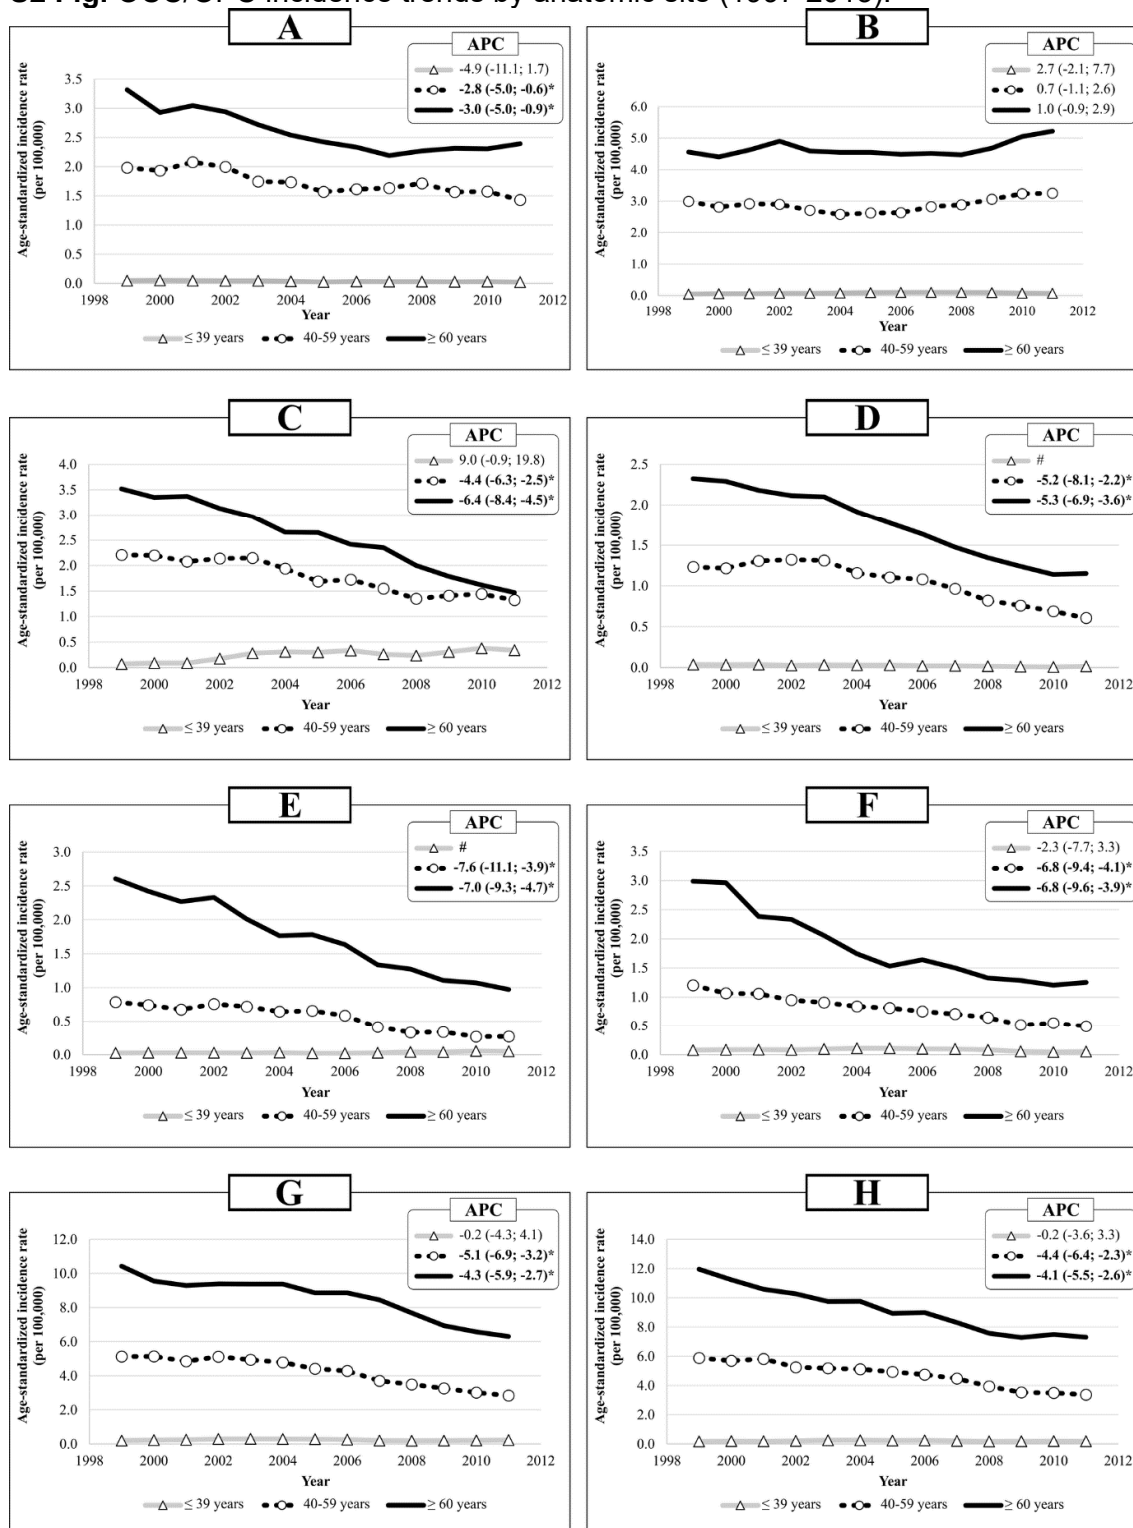 A
APC
-4.9 (-11.1; 1.7)
-2.8 (-5.0; -0.6)*
-3.0 (-5.0; -0.9)*
Age-standardized incidence rate
(per 100,000)
3.5
3.0
2.5
2.0
1.5
1.0
0.5
0.0
1998 2000 2002 2004 2006 2008 2010 2012
Year
≤ 39 years 40-59 years ≥ 60 years
B
APC
2.7 (-2.1; 7.7)
0.7 (-1.1; 2.6)
1.0 (-0.9; 2.9)
Age-standardized incidence rate
(per 100,000)
6.0
5.0
4.0
3.0
2.0
1.0
0.0
1998 2000 2002 2004 2006 2008 2010 2012
Year
≤ 39 years 40-59 years ≥ 60 years
C
APC
9.0 (-0.9; 19.8)
-4.4 (-6.3; -2.5)*
-6.4 (-8.4; -4.5)*
Age-standardized incidence rate
(per 100,000)
4.0
3.5
3.0
2.5
2.0
1.5
1.0
0.5
0.0
1998 2000 2002 2004 2006 2008 2010 2012
Year
≤ 39 years 40-59 years ≥ 60 years
D
APC
#
-5.2 (-8.1; -2.2)*
-5.3 (-6.9; -3.6)*
Age-standardized incidence rate
(per 100,000)
2.5
2.0
1.5
1.0
0.5
0.0
1998 2000 2002 2004 2006 2008 2010 2012
Year
≤ 39 years 40-59 years ≥ 60 years
E
APC
#
-7.6 (-11.1; -3.9)*
-7.0 (-9.3; -4.7)*
Age-standardized incidence rate
(per 100,000)
3.0
2.5
2.0
1.5
1.0
0.5
0.0
1998 2000 2002 2004 2006 2008 2010 2012
Year
≤ 39 years 40-59 years ≥ 60 years
F
APC
-2.3 (-7.7; 3.3)
-6.8 (-9.4; -4.1)*
-6.8 (-9.6; -3.9)*
Age-standardized incidence rate
(per 100,000)
3.5
3.0
2.5
2.0
1.5
1.0
0.5
0.0
1998 2000 2002 2004 2006 2008 2010 2012
Year
≤ 39 years 40-59 years ≥ 60 years
G
APC
-0.2 (-4.3; 4.1)
-5.1 (-6.9; -3.2)*
-4.3 (-5.9; -2.7)*
Age-standardized incidence rate
(per 100,000)
12.0
10.0
8.0
6.0
4.0
2.0
0.0
1998 2000 2002 2004 2006 2008 2010 2012
Year
≤ 39 years 40-59 years ≥ 60 years
H
APC
-0.2 (-3.6; 3.3)
-4.4 (-6.4; -2.3)*
-4.1 (-5.5; -2.6)*
Age-standardized incidence rate
(per 100,000)
14.0
12.0
10.0
8.0
6.0
4.0
2.0
0.0
1998 2000 2002 2004 2006 2008 2010 2012
Year
≤ 39 years 40-59 years ≥ 60 years